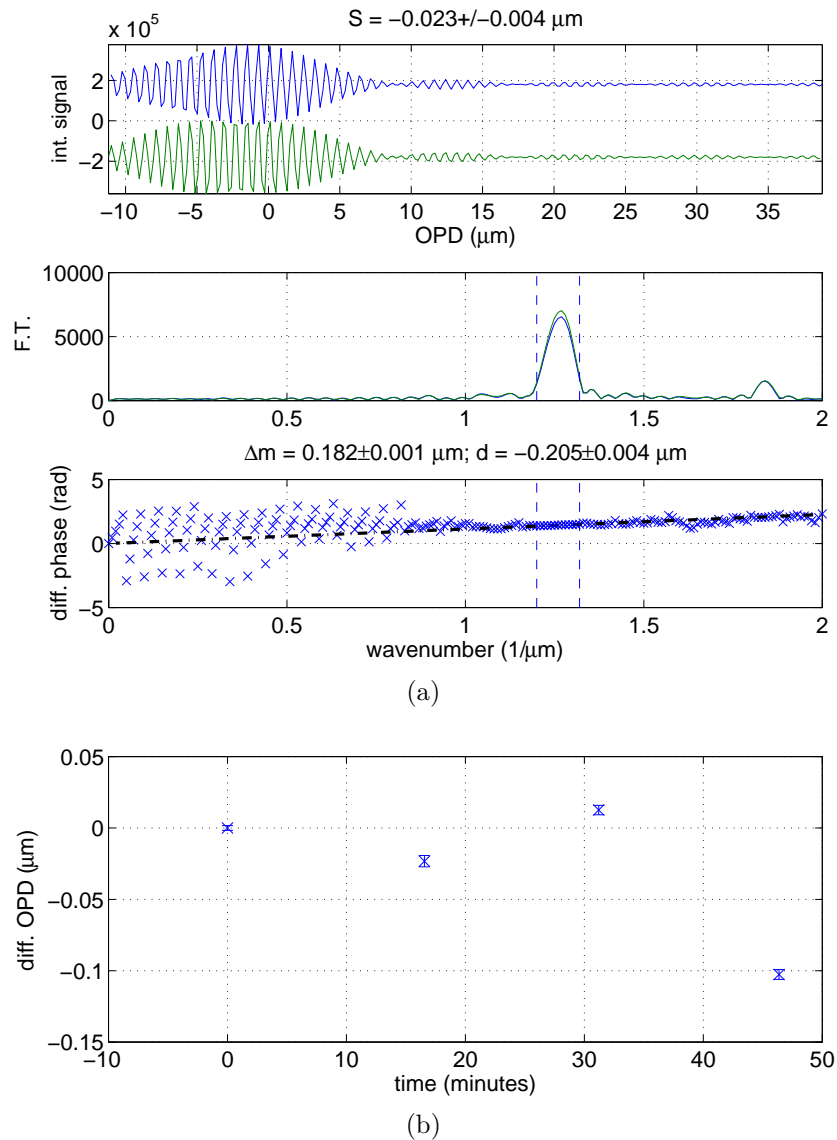 S = −0.023+/−0.004 μm
x 10^5
2
0
−2
int. signal
−10 −5 0 5 10 15 20 25 30 35
OPD (μm)
10000
5000
0
F.T.
0 0.5 1 1.5 2
Δm = 0.182±0.001 μm; d = −0.205±0.004 μm
5
0
−5
diff. phase (rad)
0 0.5 1 1.5 2
wavenumber (1/μm)
(a)
0.05
0
−0.05
−0.1
−0.15
diff. OPD (μm)
−10 0 10 20 30 40 50
time (minutes)
(b)